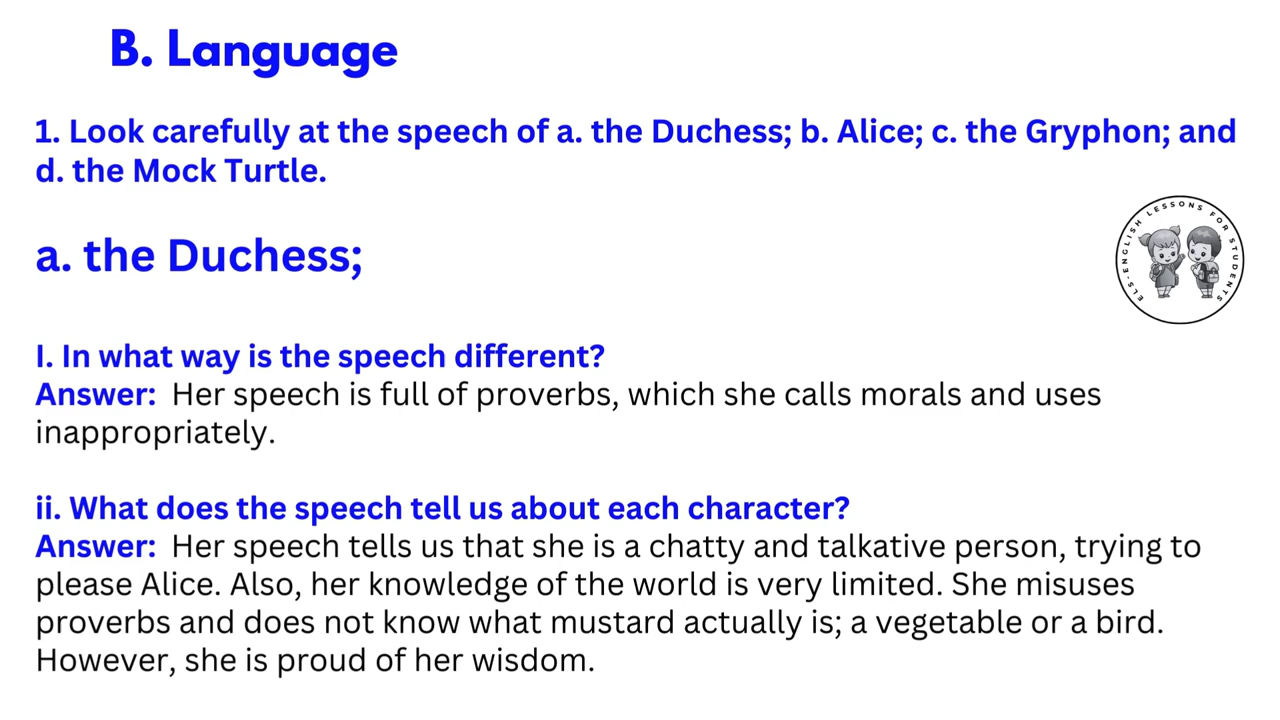 B. Language
1. Look carefully at the speech of a. the Duchess; b. Alice; c. the Gryphon; and
d. the Mock Turtle.
ELS-ENGLISH LESSONS FOR STUDENTS
a. the Duchess;
I. In what way is the speech different?
Answer: Her speech is full of proverbs, which she calls morals and uses
inappropriately.
ii. What does the speech tell us about each character?
Answer: Her speech tells us that she is a chatty and talkative person, trying to
please Alice. Also, her knowledge of the world is very limited. She misuses
proverbs and does not know what mustard actually is; a vegetable or a bird.
However, she is proud of her wisdom.